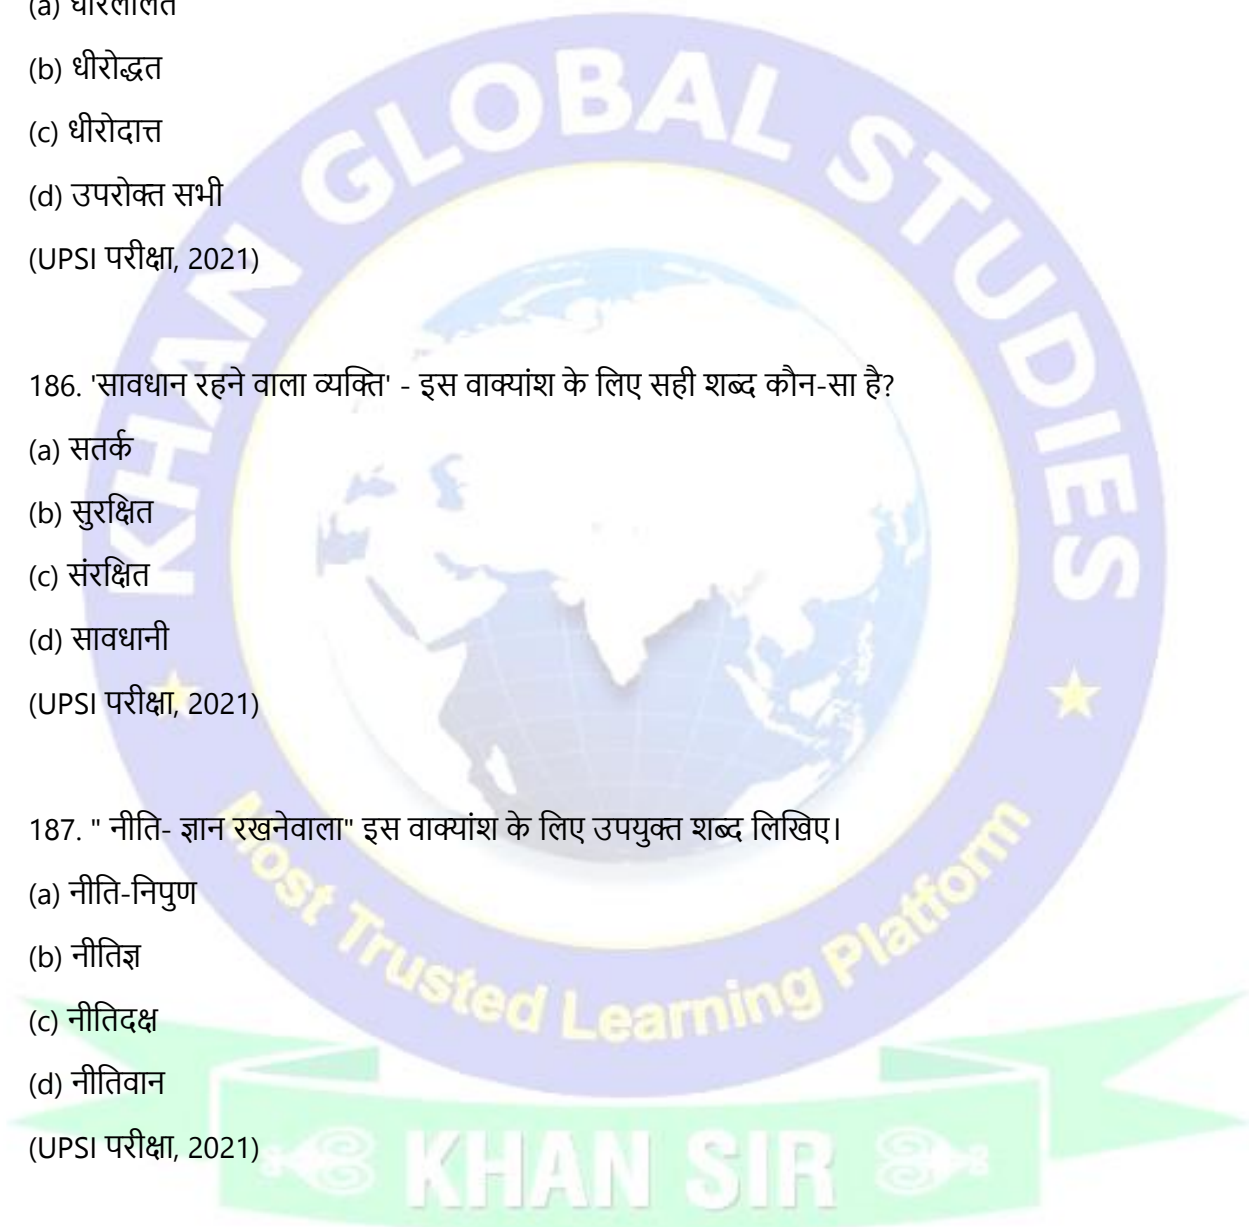 (a) धीरललित
(b) धीरोद्धत
(c) धीरोदात्त
(d) उपरोक्त सभी
(UPSI परीक्षा, 2021)
186. 'सावधान रहने वाला व्यक्ति' - इस वाक्यांश के लिए सही शब्द कौन-सा है?
(a) सतर्क
(b) सुरक्षित
(c) संरक्षित
(d) सावधानी
(UPSI परीक्षा, 2021)
187. " नीति- ज्ञान रखनेवाला" इस वाक्यांश के लिए उपयुक्त शब्द लिखिए।
(a) नीति-निपुण
(b) नीतिज्ञ
(c) नीतिदक्ष
(d) नीतिवान
(UPSI परीक्षा, 2021)
KHAN GLOBAL STUDIES
Most Trusted Learning Platform
KHAN SIR